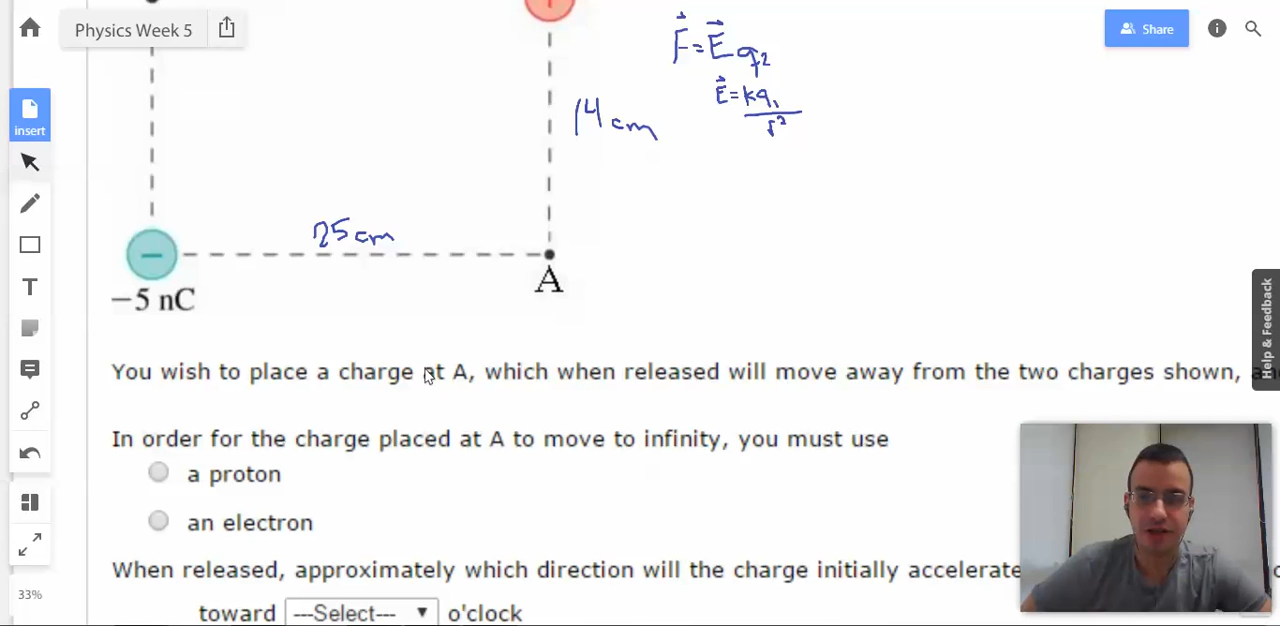 Physics Week 5
Share
insert
F = E q2
E = kq1
r²
14 cm
25 cm
A
−5 nC
You wish to place a charge at A, which when released will move away from the two charges shown,
In order for the charge placed at A to move to infinity, you must use
a proton
an electron
When released, approximately which direction will the charge initially accelerate
toward ---Select--- o'clock
33%
Help & Feedback